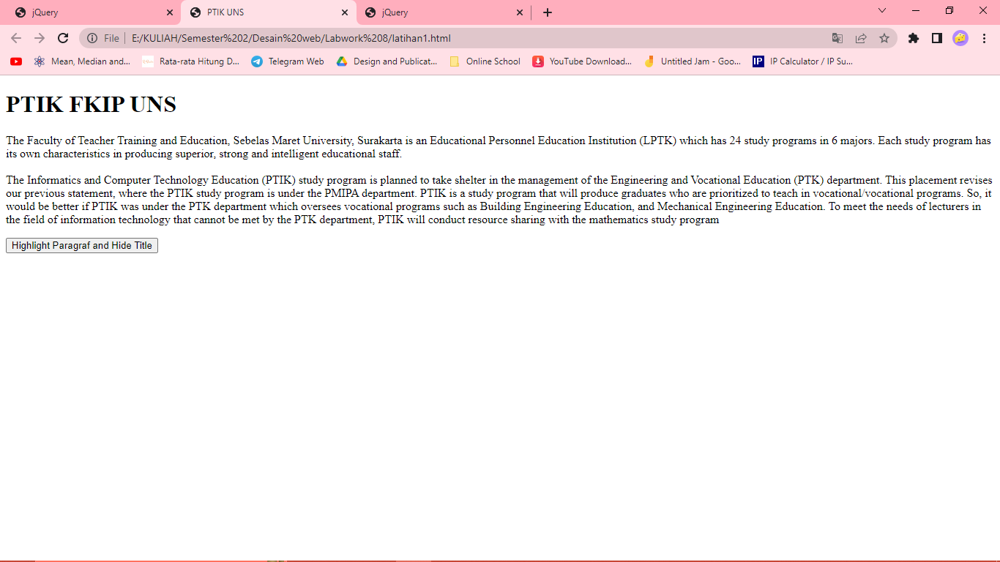 jQuery
PTIK UNS
jQuery
File
E:/KULIAH/Semester%202/Desain%20web/Labwork%208/latihan1.html
Mean, Median and...
Rata-rata Hitung D...
Telegram Web
Design and Publicat...
Online School
YouTube Download...
Untitled Jam - Goo...
IP
IP Calculator / IP Su...
PTIK FKIP UNS
The Faculty of Teacher Training and Education, Sebelas Maret University, Surakarta is an Educational Personnel Education Institution (LPTK) which has 24 study programs in 6 majors. Each study program has
its own characteristics in producing superior, strong and intelligent educational staff.
The Informatics and Computer Technology Education (PTIK) study program is planned to take shelter in the management of the Engineering and Vocational Education (PTK) department. This placement revises
our previous statement, where the PTIK study program is under the PMIPA department. PTIK is a study program that will produce graduates who are prioritized to teach in vocational/vocational programs. So, it
would be better if PTIK was under the PTK department which oversees vocational programs such as Building Engineering Education, and Mechanical Engineering Education. To meet the needs of lecturers in
the field of information technology that cannot be met by the PTK department, PTIK will conduct resource sharing with the mathematics study program
Highlight Paragraf and Hide Title